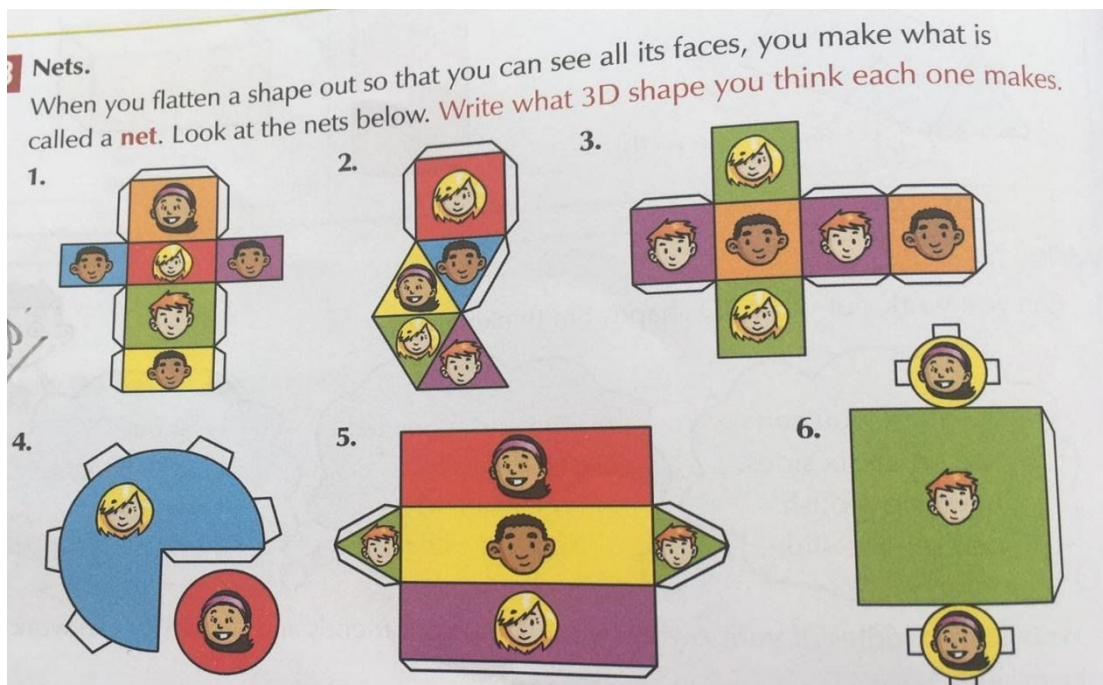 Nets.
When you flatten a shape out so that you can see all its faces, you make what is
called a net. Look at the nets below. Write what 3D shape you think each one makes.
1.
2.
3.
4.
5.
6.